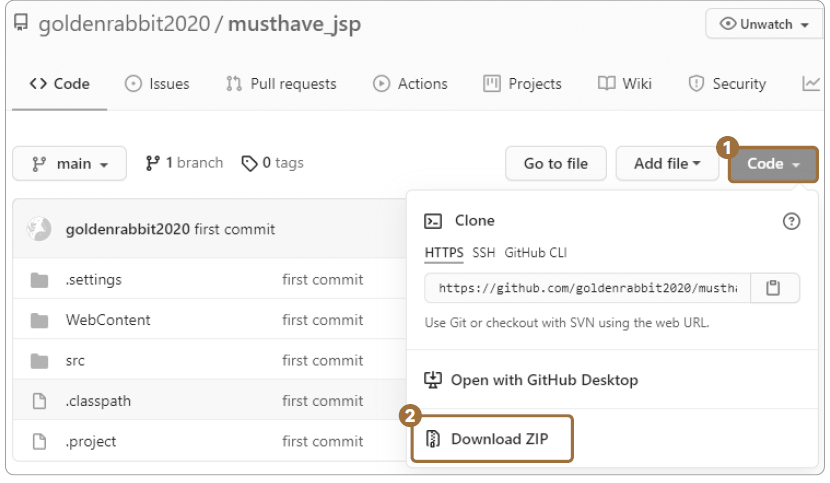 goldenrabbit2020 / musthave_jsp
Unwatch
<> Code
Issues
Pull requests
Actions
Projects
Wiki
Security
main
1 branch
0 tags
Go to file
Add file
1
Code
goldenrabbit2020 first commit
.settings first commit
WebContent first commit
src first commit
.classpath first commit
.project first commit
Clone
HTTPS SSH GitHub CLI
https://github.com/goldenrabbit2020/mustha
Use Git or checkout with SVN using the web URL.
Open with GitHub Desktop
2
Download ZIP